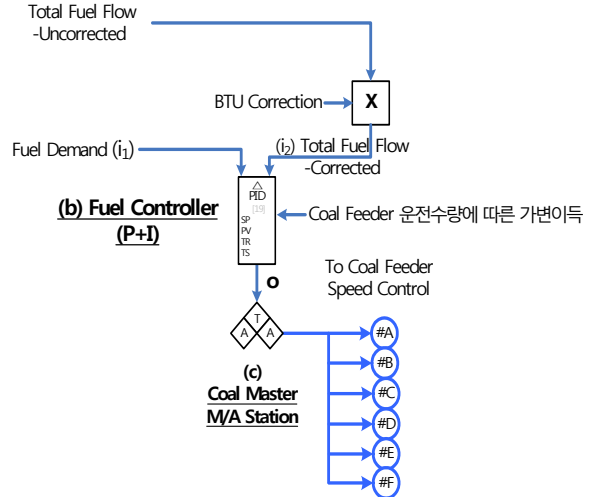 Total Fuel Flow
-Uncorrected
BTU Correction
X
Fuel Demand (i1)
(i2) Total Fuel Flow
-Corrected
(b) Fuel Controller
(P+I)
PID
[19]
SP
PV
TR
TS
Coal Feeder 운전수량에 따른 가변이득
O
To Coal Feeder
Speed Control
T
A A
(c)
Coal Master
M/A Station
#A
#B
#C
#D
#E
#F